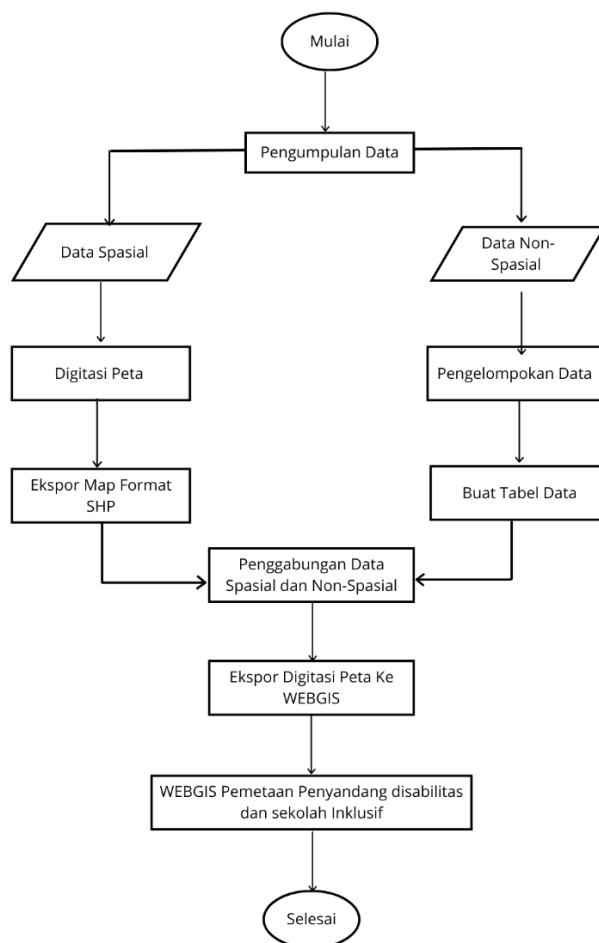 Mulai
Pengumpulan Data
Data Spasial
Data Non-
Spasial
Digitasi Peta
Pengelompokan Data
Ekspor Map Format
SHP
Buat Tabel Data
Penggabungan Data
Spasial dan Non-Spasial
Ekspor Digitasi Peta Ke
WEBGIS
WEBGIS Pemetaan Penyandang disabilitas
dan sekolah Inklusif
Selesai